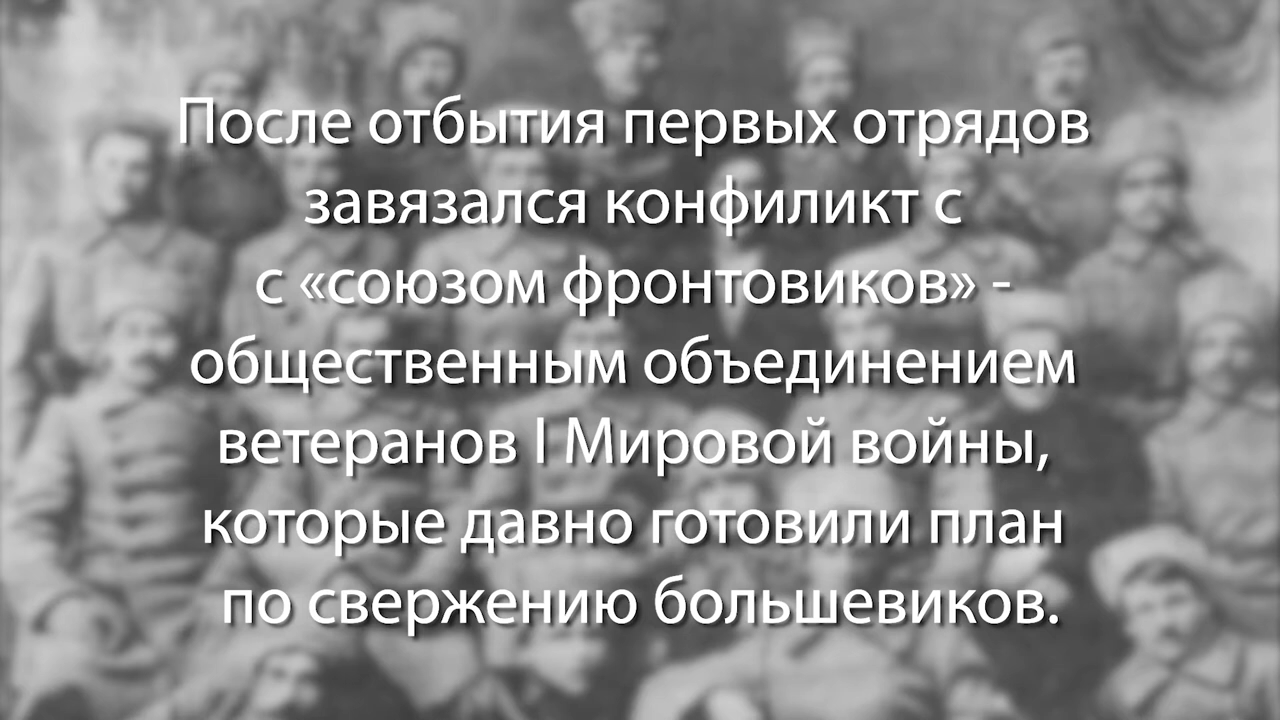 После отбытия первых отрядов
завязался конфиликт с
с «союзом фронтовиков» -
общественным объединением
ветеранов I Мировой войны,
которые давно готовили план
по свержению большевиков.